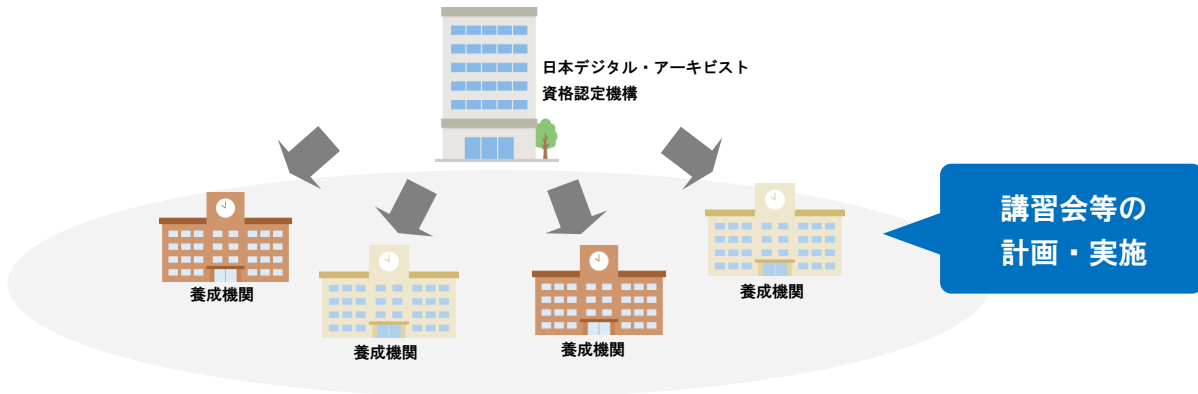 日本デジタル・アーキビスト
資格認定機構
講習会等の
計画・実施
養成機関
養成機関
養成機関
養成機関